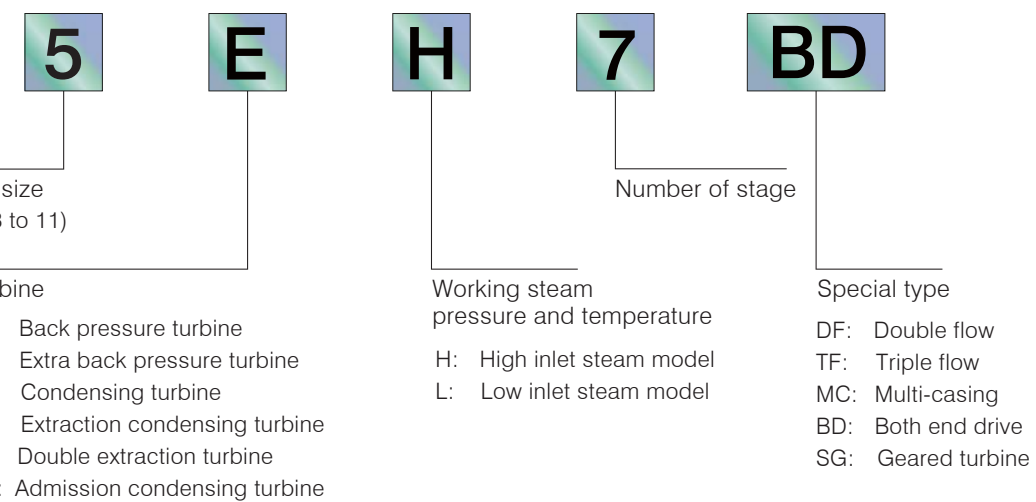 5 E H 7 BD
size
to 11)
Number of stage
Back pressure turbine
Extra back pressure turbine
Condensing turbine
Extraction condensing turbine
Double extraction turbine
: Admission condensing turbine
Working steam
pressure and temperature
H: High inlet steam model
L: Low inlet steam model
Special type
DF: Double flow
TF: Triple flow
MC: Multi-casing
BD: Both end drive
SG: Geared turbine